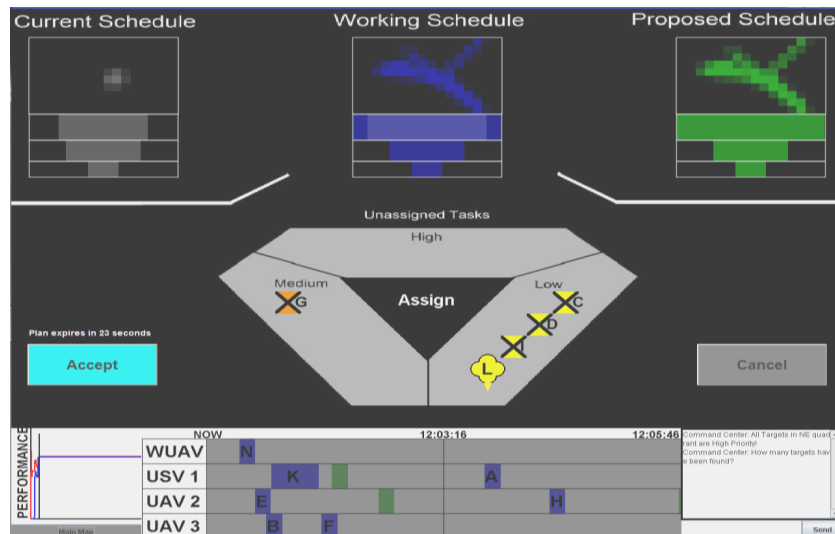 Current Schedule
Working Schedule
Proposed Schedule
Unassigned Tasks
High
Medium
Low
G
C
D
I
L
Assign
Plan expires in 23 seconds
Accept
Cancel
PERFORMANCE
NOW
12:03:16
12:05:46
WUAV
N
USV 1
K
A
UAV 2
E
H
UAV 3
B
F
Command Center: All Targets in NE quad
rant are High Priority!
Command Center: How many targets hav
e been found?
Main Map
Send